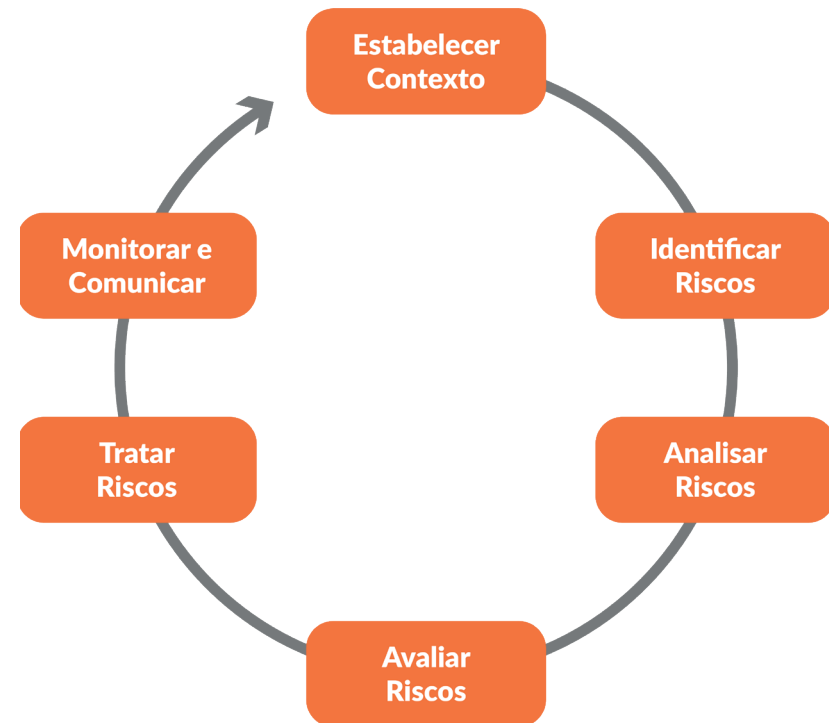 Estabelecer
Contexto
Identificar
Riscos
Analisar
Riscos
Avaliar
Riscos
Tratar
Riscos
Monitorar e
Comunicar